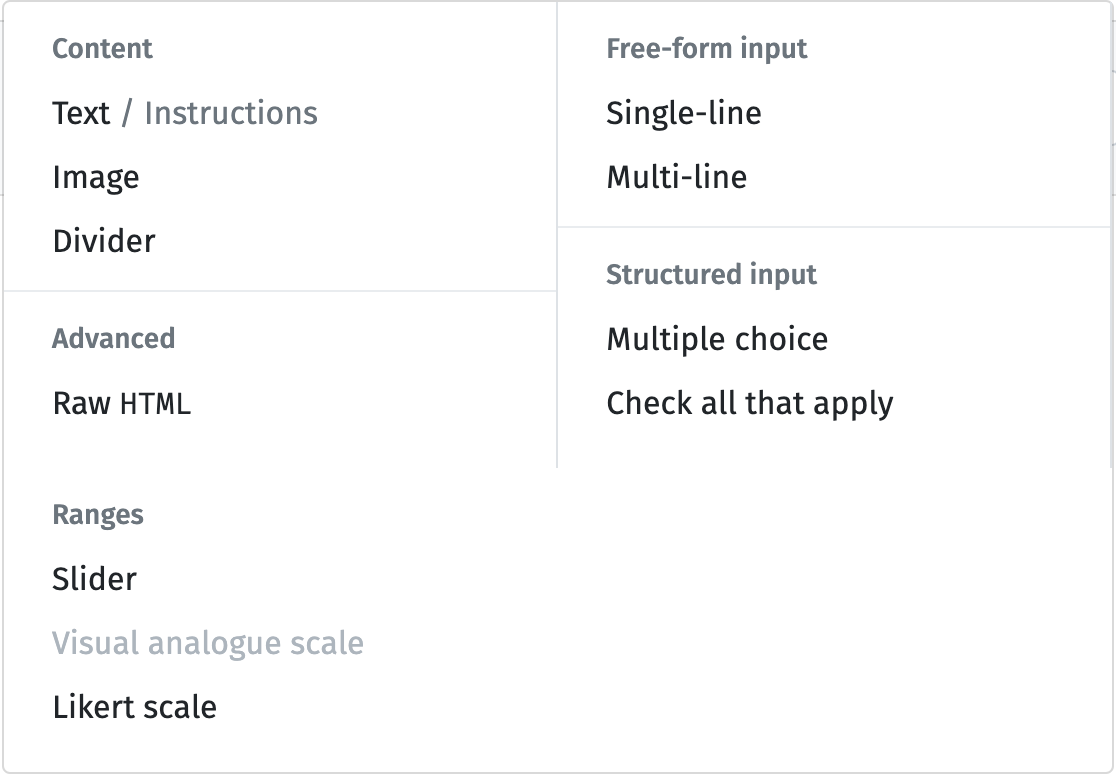 Content
Text / Instructions
Image
Divider
Advanced
Raw HTML
Free-form input
Single-line
Multi-line
Structured input
Multiple choice
Check all that apply
Ranges
Slider
Visual analogue scale
Likert scale